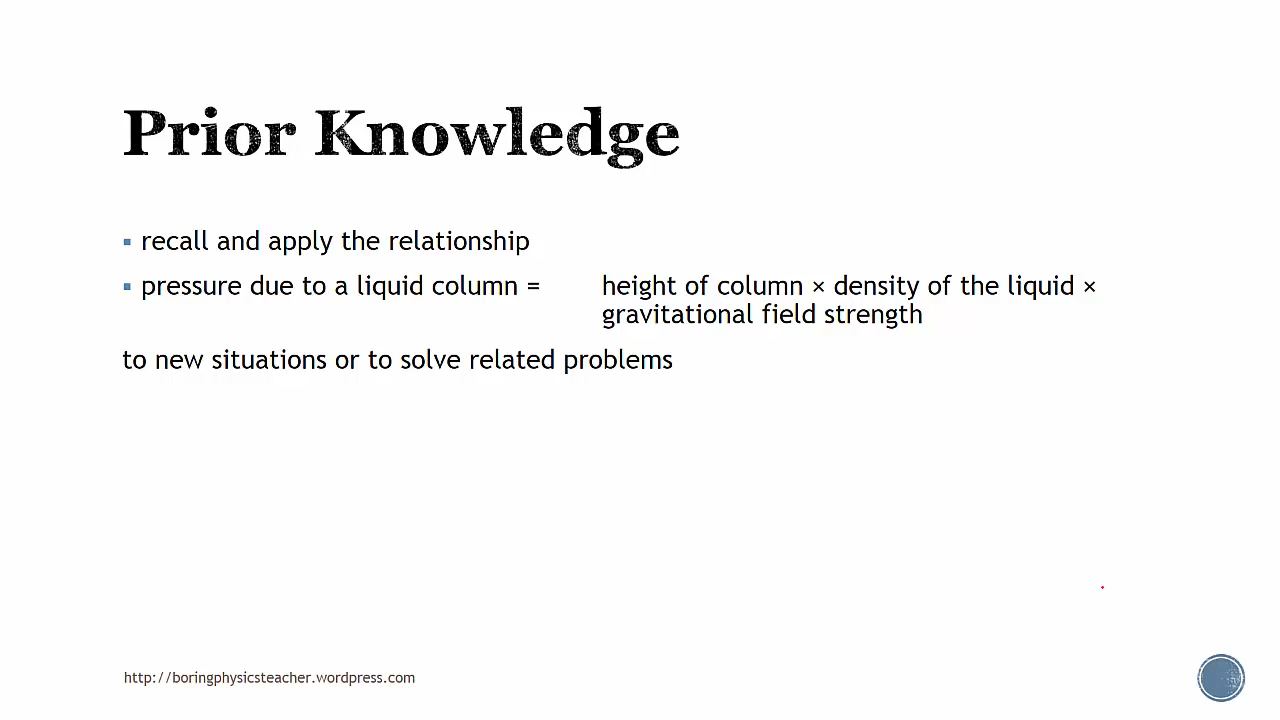 Prior Knowledge
▪ recall and apply the relationship
▪ pressure due to a liquid column = height of column × density of the liquid ×
gravitational field strength
to new situations or to solve related problems
http://boringphysicsteacher.wordpress.com